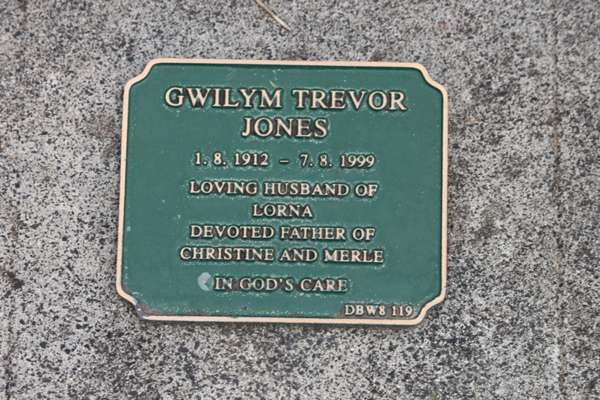 GWILYM TREVOR
JONES
1. 8. 1912 – 7. 8. 1999
LOVING HUSBAND OF
LORNA
DEVOTED FATHER OF
CHRISTINE AND MERLE
IN GOD'S CARE
DBW8 119